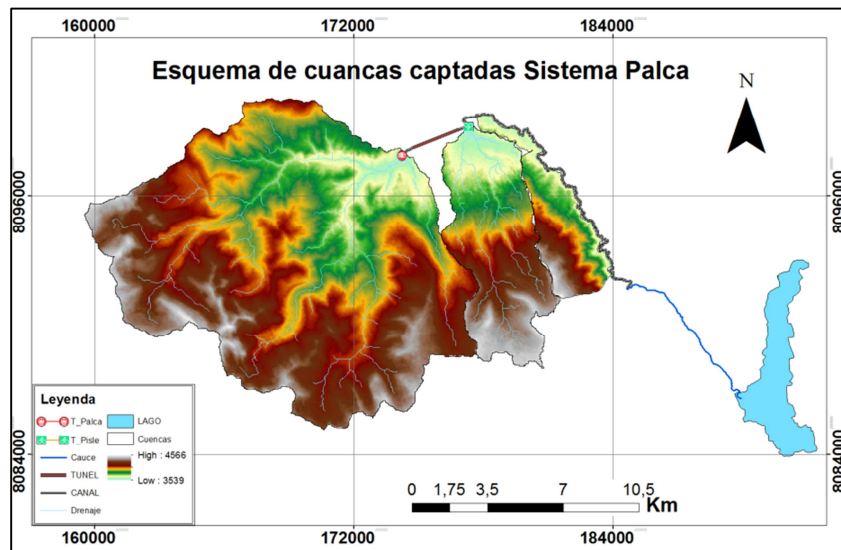 160000 172000 184000
Esquema de cuancas captadas Sistema Palca
N
8096000 8096000
Leyenda
T_Palca LAGO
T_Pisle Cuencas
Cauce High : 4566
TUNEL
CANAL Low : 3539
Drenaje
8084000 8084000
0 1,75 3,5 7 10,5
Km
160000 172000 184000